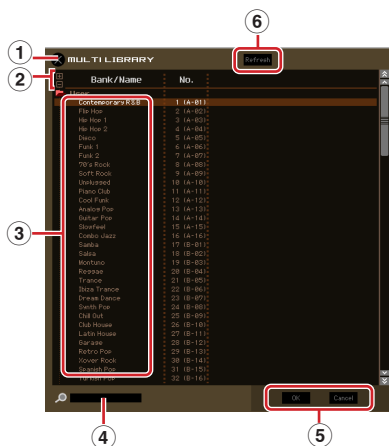 6
1
MULTI LIBRARY
Refresh
2
Bank/Name No.
User
Contemporary R&B 1 (A-01)
Flip Hop 2 (A-02)
Hip Hop 1 3 (A-03)
Hip Hop 2 4 (A-04)
Disco 5 (A-05)
Funk 1 6 (A-06)
Funk 2 7 (A-07)
70's Rock 8 (A-08)
Soft Rock 9 (A-09)
Unplugged 10 (A-10)
Piano Club 11 (A-11)
Cool Funk 12 (A-12)
Analog Pop 13 (A-13)
Guitar Pop 14 (A-14)
3
Slowfeel 15 (A-15)
Combo Jazz 16 (A-16)
Samba 17 (B-01)
Salsa 18 (B-02)
Montuno 19 (B-03)
Reggae 20 (B-04)
Trance 21 (B-05)
Ibiza Trance 22 (B-06)
Dream Dance 23 (B-07)
Synth Pop 24 (B-08)
Chill Out 25 (B-09)
Club House 26 (B-10)
Latin House 27 (B-11)
Garage 28 (B-12)
Retro Pop 29 (B-13)
Xover Rock 30 (B-14)
Spanish Pop 31 (B-15)
Turkish Pop 32 (B-16)
OK Cancel
4
5